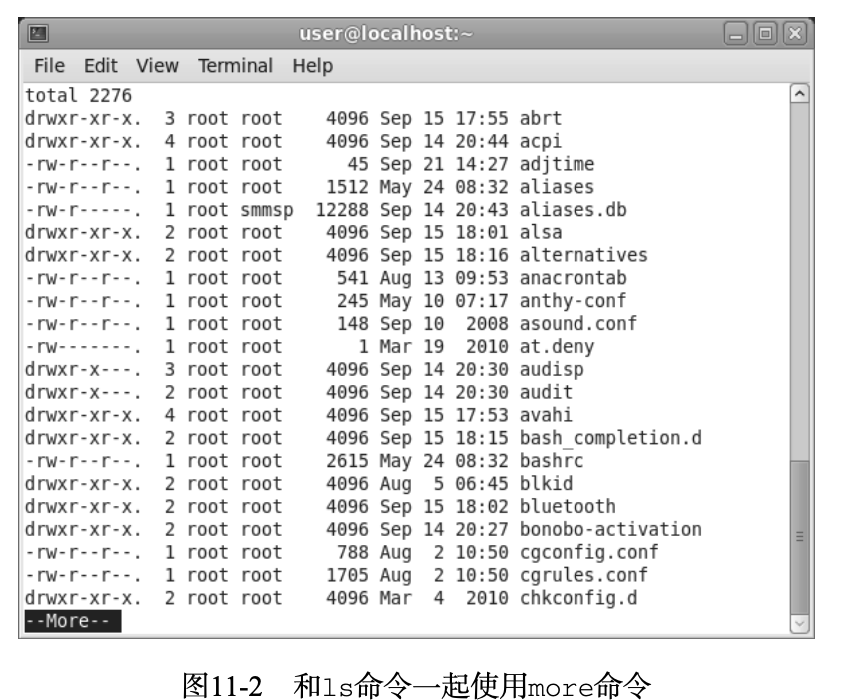 user@localhost:~
File Edit View Terminal Help
total 2276
drwxr-xr-x.  3 root root    4096 Sep 15 17:55 abrt
drwxr-xr-x.  4 root root    4096 Sep 14 20:44 acpi
-rw-r--r--.  1 root root      45 Sep 21 14:27 adjtime
-rw-r--r--.  1 root root    1512 May 24 08:32 aliases
-rw-r-----.  1 root smmsp  12288 Sep 14 20:43 aliases.db
drwxr-xr-x.  2 root root    4096 Sep 15 18:01 alsa
drwxr-xr-x.  2 root root    4096 Sep 15 18:16 alternatives
-rw-r--r--.  1 root root     541 Aug 13 09:53 anacrontab
-rw-r--r--.  1 root root     245 May 10 07:17 anthy-conf
-rw-r--r--.  1 root root     148 Sep 10  2008 asound.conf
-rw-------.  1 root root       1 Mar 19  2010 at.deny
drwxr-x---.  3 root root    4096 Sep 14 20:30 audisp
drwxr-x---.  2 root root    4096 Sep 14 20:30 audit
drwxr-xr-x.  4 root root    4096 Sep 15 17:53 avahi
drwxr-xr-x.  2 root root    4096 Sep 15 18:15 bash_completion.d
-rw-r--r--.  1 root root    2615 May 24 08:32 bashrc
drwxr-xr-x.  2 root root    4096 Aug  5 06:45 blkid
drwxr-xr-x.  2 root root    4096 Sep 15 18:02 bluetooth
drwxr-xr-x.  2 root root    4096 Sep 14 20:27 bonobo-activation
-rw-r--r--.  1 root root     788 Aug  2 10:50 cgconfig.conf
-rw-r--r--.  1 root root    1705 Aug  2 10:50 cgrules.conf
drwxr-xr-x.  2 root root    4096 Mar  4  2010 chkconfig.d
--More--
图11-2 和ls命令一起使用more命令